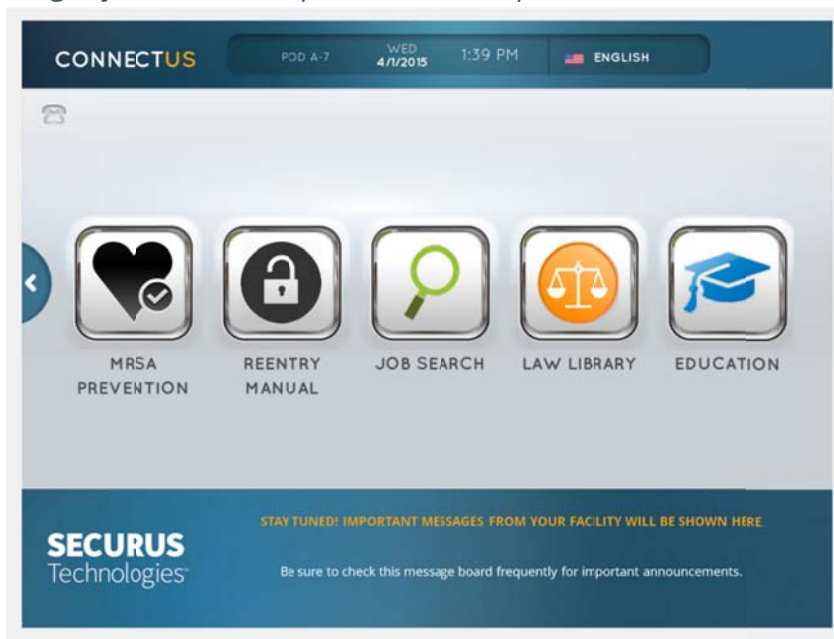 CONNECTUS
POD A-7
WED
4/1/2015
1:39 PM
ENGLISH
MRSA
PREVENTION
REENTRY
MANUAL
JOB SEARCH
LAW LIBRARY
EDUCATION
STAY TUNED! IMPORTANT MESSAGES FROM YOUR FACILITY WILL BE SHOWN HERE
SECURUS
Technologies
Be sure to check this message board frequently for important announcements.